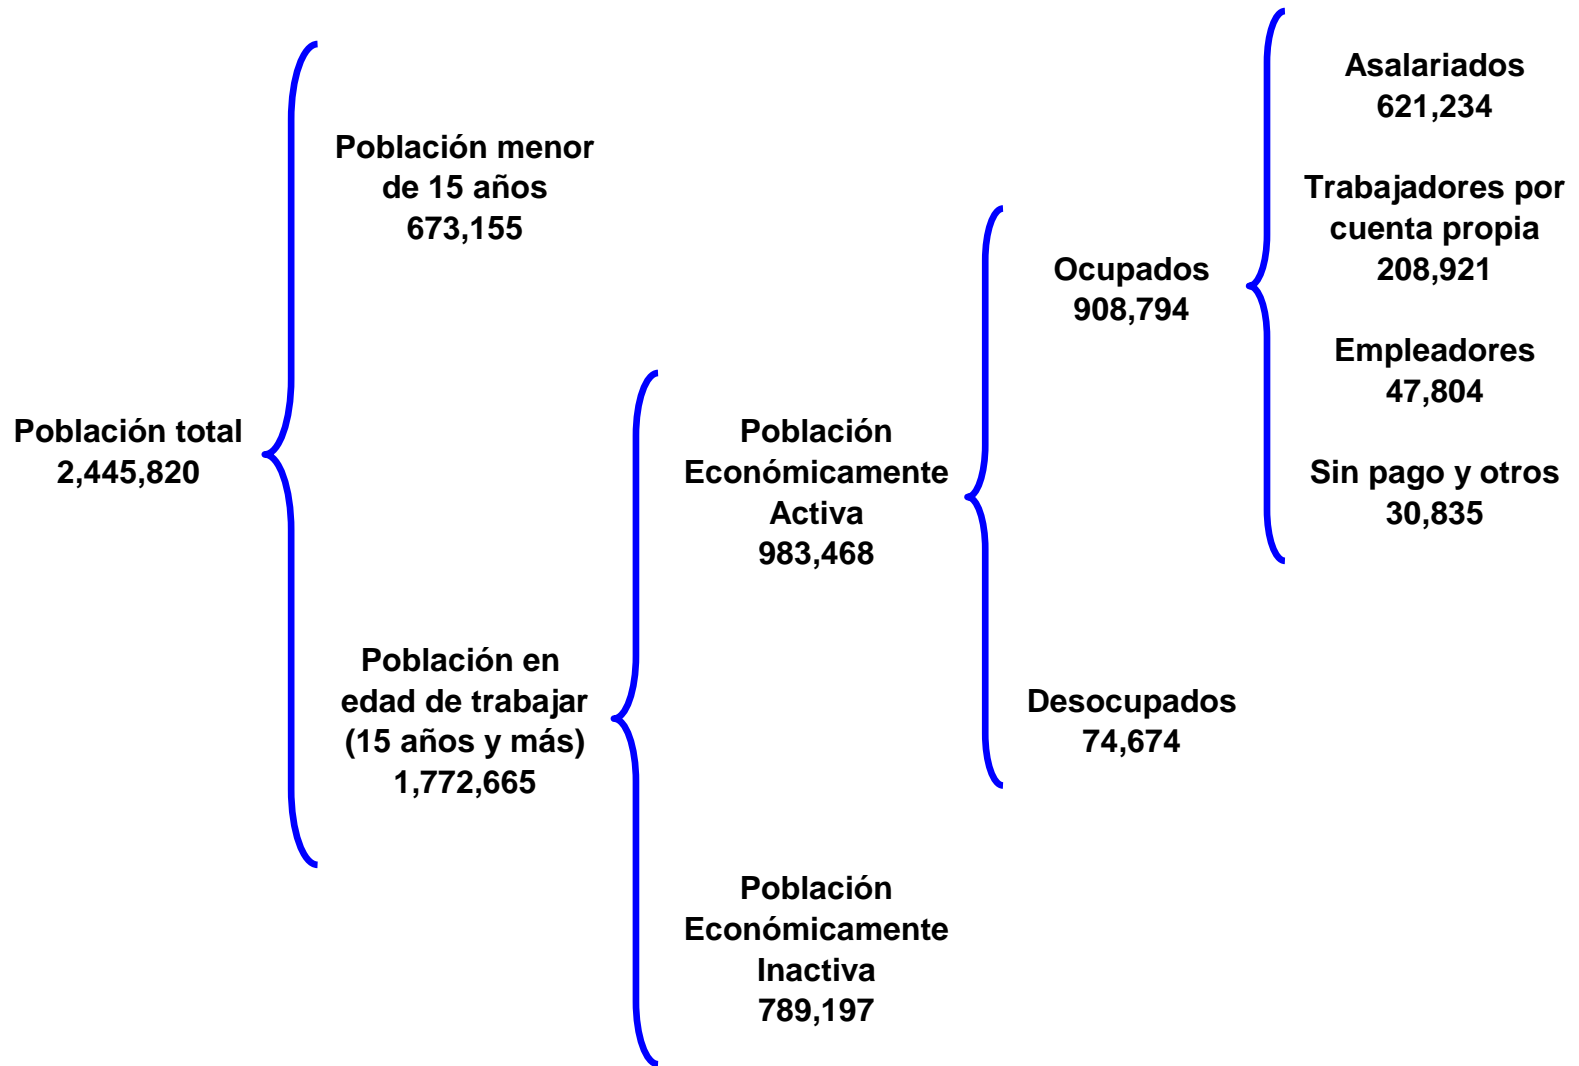 Población total
2,445,820
Población menor
de 15 años
673,155
Población en
edad de trabajar
(15 años y más)
1,772,665
Población
Económicamente
Activa
983,468
Población
Económicamente
Inactiva
789,197
Ocupados
908,794
Desocupados
74,674
Asalariados
621,234
Trabajadores por
cuenta propia
208,921
Empleadores
47,804
Sin pago y otros
30,835